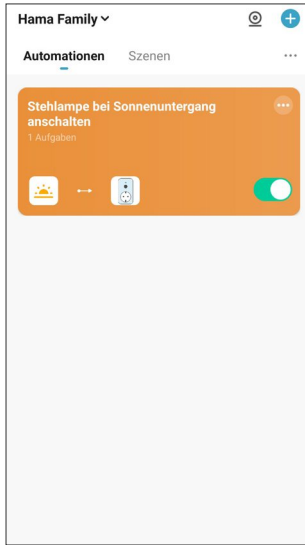 Hama Family
Automationen Szenen
Stehlampe bei Sonnenuntergang
anschalten
1 Aufgaben